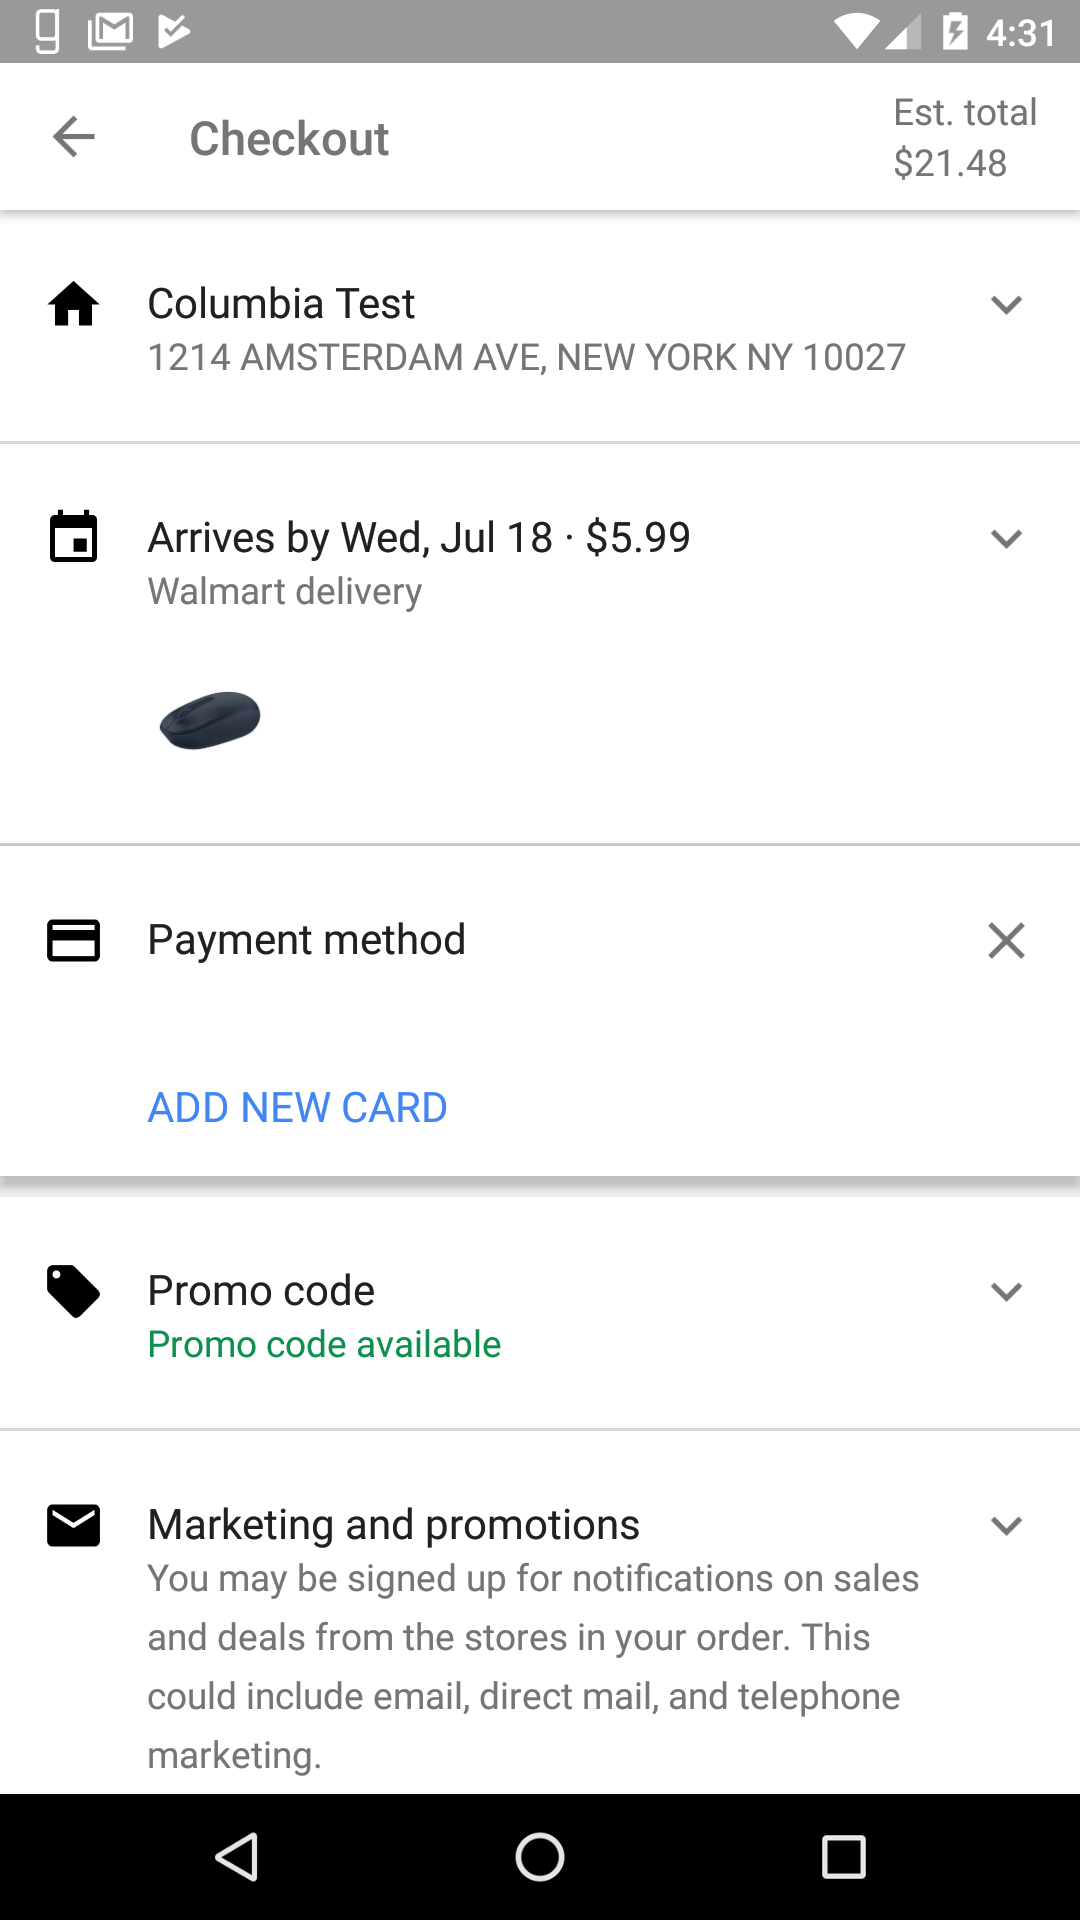 4:31
Checkout
Est. total
$21.48
Columbia Test
1214 AMSTERDAM AVE, NEW YORK NY 10027
Arrives by Wed, Jul 18 · $5.99
Walmart delivery
Payment method
ADD NEW CARD
Promo code
Promo code available
Marketing and promotions
You may be signed up for notifications on sales
and deals from the stores in your order. This
could include email, direct mail, and telephone
marketing.